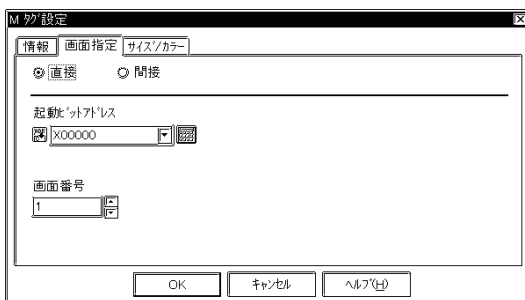 M ﾀｸﾞ設定
情報 画面指定 ｻｲｽﾞ/ｶﾗｰ
直接 間接
起動ﾋﾞｯﾄｱﾄﾞﾚｽ
X00000
画面番号
1
OK ｷｬﾝｾﾙ ﾍﾙﾌﾟ(H)